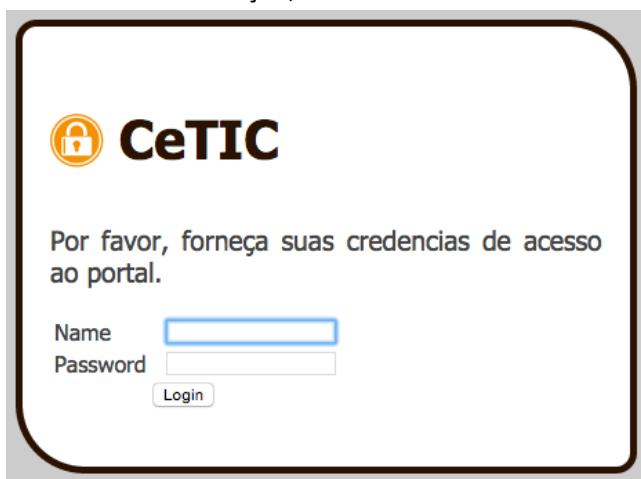 CeTIC
Por favor, forneça suas credencias de acesso
ao portal.
Name
Password
Login